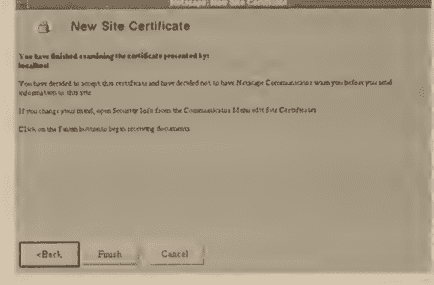 Netscape: New Site Certificate
New Site Certificate
You have finished examining the certificate presented by:
localhost
You have decided to accept this certificate and have decided not to have Netscape Communicator warn you before you send
information to this site.
If you change your mind, open Security Info from the Communicator Menu edit Site Certificates.
Click on the Finish button to begin receiving documents.
<Back
Finish
Cancel